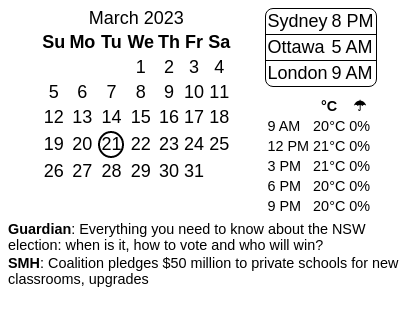 March 2023
Su Mo Tu We Th Fr Sa
1 2 3 4
5 6 7 8 9 10 11
12 13 14 15 16 17 18
19 20 21 22 23 24 25
26 27 28 29 30 31
Sydney 8 PM
Ottawa 5 AM
London 9 AM
°C ☂
9 AM 20°C 0%
12 PM 21°C 0%
3 PM 21°C 0%
6 PM 20°C 0%
9 PM 20°C 0%
Guardian: Everything you need to know about the NSW
election: when is it, how to vote and who will win?
SMH: Coalition pledges $50 million to private schools for new
classrooms, upgrades